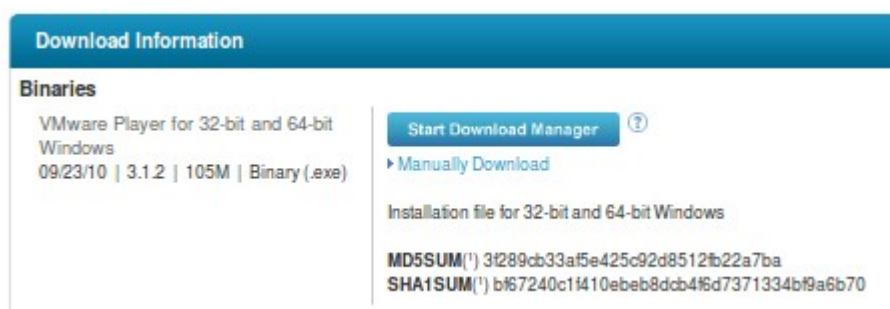 Download Information
Binaries
VMware Player for 32-bit and 64-bit
Windows
09/23/10 | 3.1.2 | 105M | Binary (.exe)
Start Download Manager ?
Manually Download
Installation file for 32-bit and 64-bit Windows
MD5SUM(¹) 3f289cb33af5e425c92d8512fb22a7ba
SHA1SUM(¹) bf67240c1f410ebeb8dcb4f6d7371334bf9a6b70